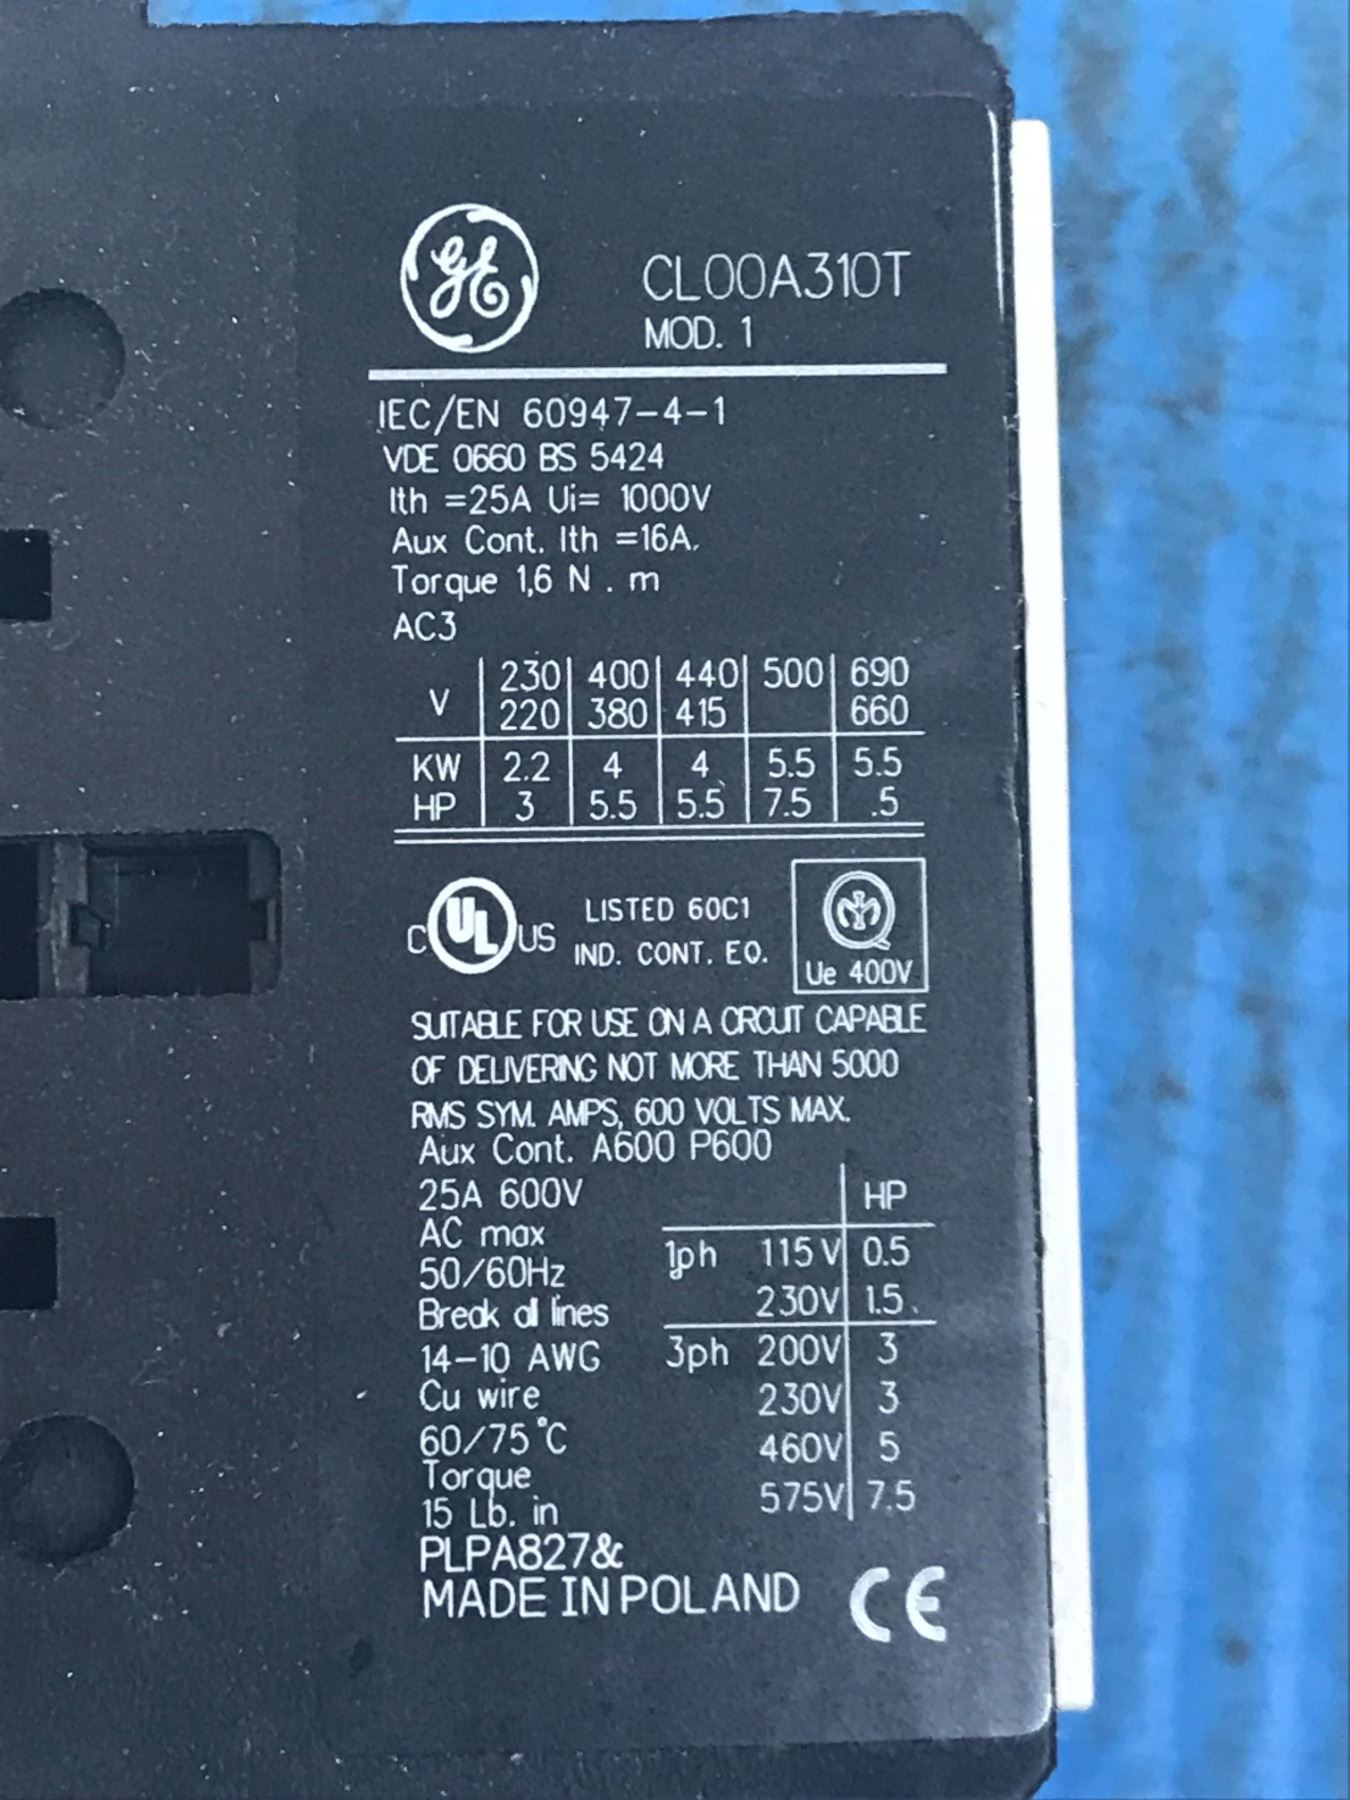 GE
CL00A310T
MOD. 1
IEC/EN 60947-4-1
VDE 0660 BS 5424
Ith =25A Ui= 1000V
Aux Cont. Ith =16A.
Torque 1,6 N . m
AC3
V 230 220 400 380 440 415 500 690 660
KW 2.2 4 4 5.5 5.5
HP 3 5.5 5.5 7.5 .5
C UL US LISTED 60C1
IND. CONT. EQ.
Ue 400V
SUITABLE FOR USE ON A CIRCUIT CAPABLE
OF DELIVERING NOT MORE THAN 5000
RMS SYM. AMPS, 600 VOLTS MAX.
Aux Cont. A600 P600
25A 600V
AC max
50/60Hz
Break all lines
14-10 AWG
Cu wire
60/75°C
Torque
15 Lb. in
HP
1ph 115V 0.5
230V 1.5
3ph 200V 3
230V 3
460V 5
575V 7.5
PLPA827&
MADE IN POLAND CE